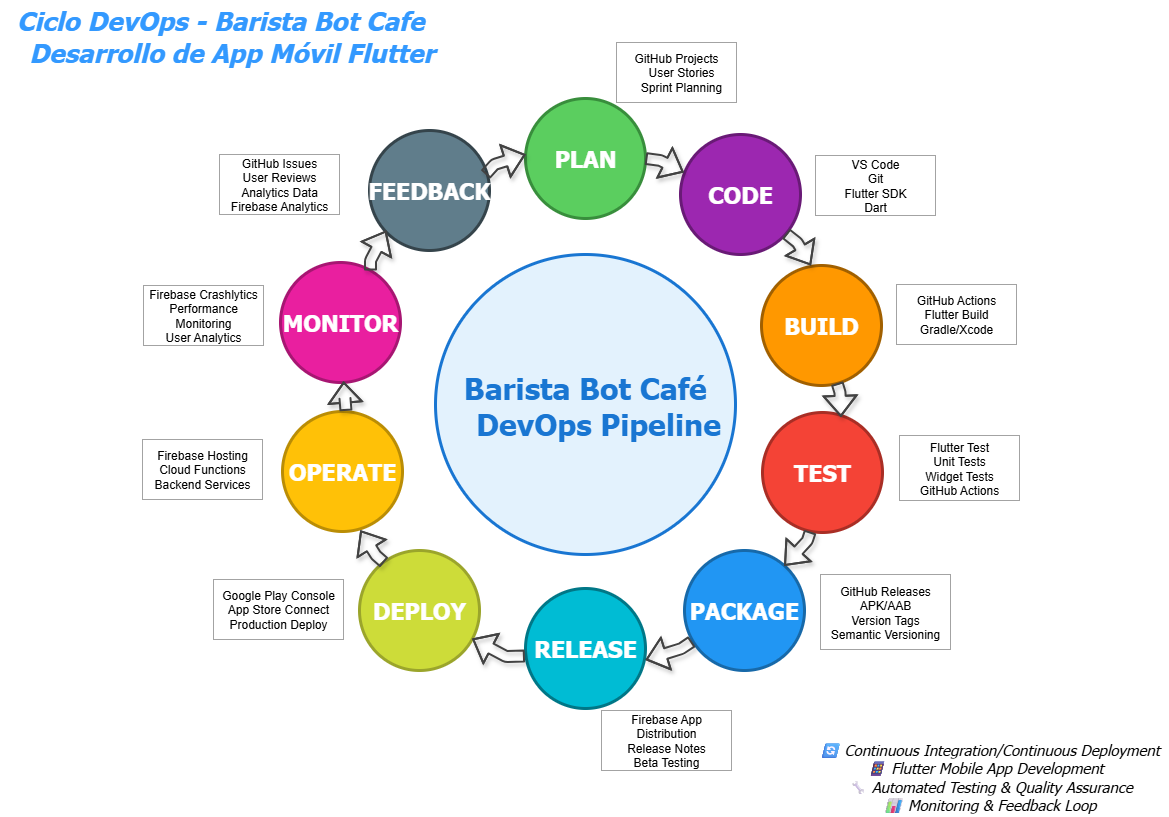 Ciclo DevOps - Barista Bot Cafe
Desarrollo de App Móvil Flutter
GitHub Projects
User Stories
Sprint Planning
PLAN
CODE
VS Code
Git
Flutter SDK
Dart
BUILD
GitHub Actions
Flutter Build
Gradle/Xcode
TEST
Flutter Test
Unit Tests
Widget Tests
GitHub Actions
PACKAGE
GitHub Releases
APK/AAB
Version Tags
Semantic Versioning
RELEASE
Firebase App
Distribution
Release Notes
Beta Testing
DEPLOY
Google Play Console
App Store Connect
Production Deploy
OPERATE
Firebase Hosting
Cloud Functions
Backend Services
MONITOR
Firebase Crashlytics
Performance
Monitoring
User Analytics
FEEDBACK
GitHub Issues
User Reviews
Analytics Data
Firebase Analytics
Barista Bot Café
DevOps Pipeline
🔄 Continuous Integration/Continuous Deployment
📱 Flutter Mobile App Development
🔧 Automated Testing & Quality Assurance
📊 Monitoring & Feedback Loop